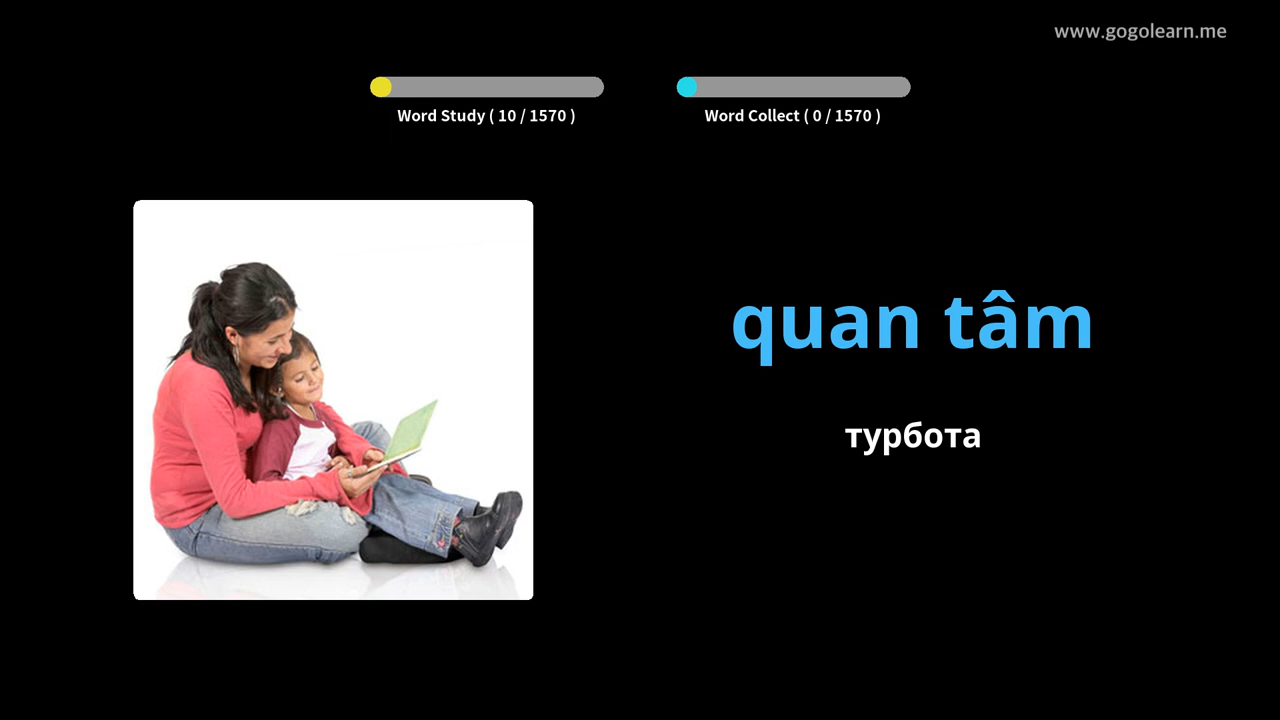 www.gogolearn.me
Word Study ( 10 / 1570 )
Word Collect ( 0 / 1570 )
quan tâm
турбота